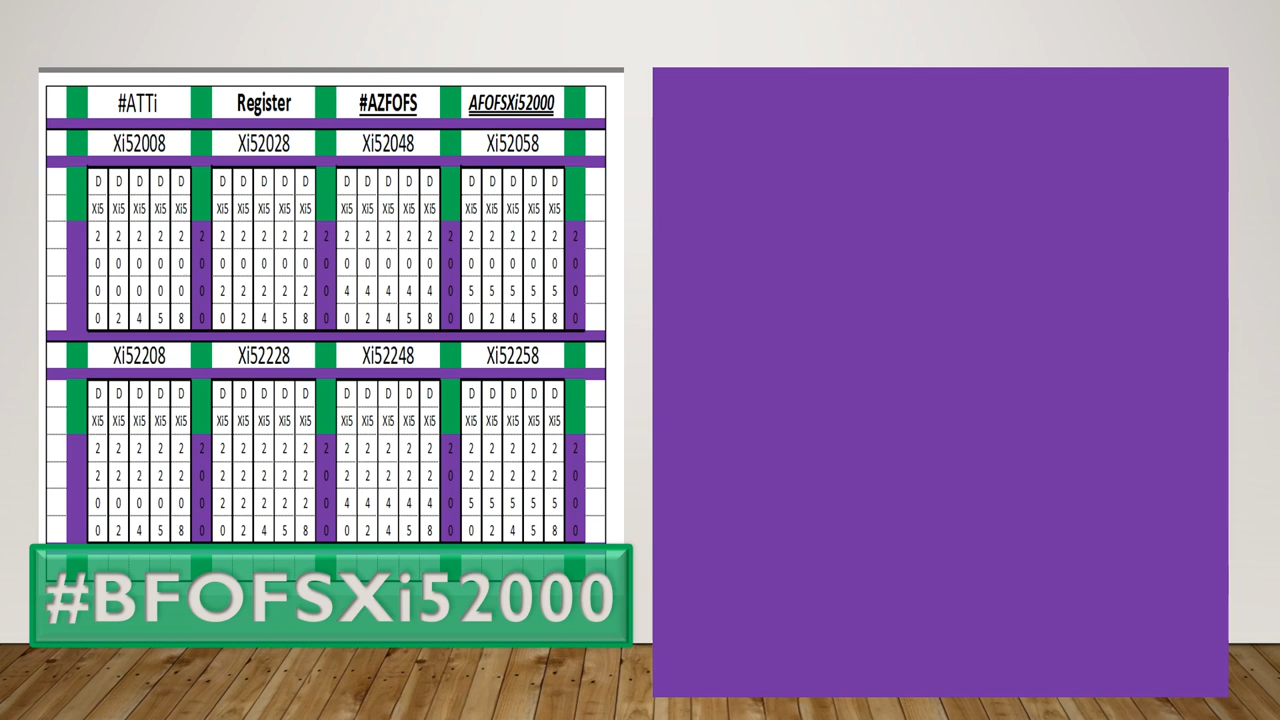 #ATTi Register #AZFOFS AFOFSXi52000
Xi52008 Xi52028 Xi52048 Xi52058
D D D D D D D D D D D D D D D D D D D D
Xi5 Xi5 Xi5 Xi5 Xi5 Xi5 Xi5 Xi5 Xi5 Xi5 Xi5 Xi5 Xi5 Xi5 Xi5 Xi5 Xi5 Xi5 Xi5 Xi5
2 2 2 2 2 2 2 2 2 2 2 2 2 2 2 2 2 2 2 2 2 2 2 2
0 0 0 0 0 0 0 0 0 0 0 0 0 0 0 0 0 0 0 0 0 0 0 0
0 0 0 0 0 0 2 2 2 2 2 0 4 4 4 4 4 0 5 5 5 5 5 0
0 2 4 5 8 0 0 2 4 5 8 0 0 2 4 5 8 0 0 2 4 5 8 0
Xi52208 Xi52228 Xi52248 Xi52258
D D D D D D D D D D D D D D D D D D D D
Xi5 Xi5 Xi5 Xi5 Xi5 Xi5 Xi5 Xi5 Xi5 Xi5 Xi5 Xi5 Xi5 Xi5 Xi5 Xi5 Xi5 Xi5 Xi5 Xi5
2 2 2 2 2 2 2 2 2 2 2 2 2 2 2 2 2 2 2 2 2 2 2 2
2 2 2 2 2 0 2 2 2 2 2 0 2 2 2 2 2 0 2 2 2 2 2 0
0 0 0 0 0 0 2 2 2 2 2 0 4 4 4 4 4 0 5 5 5 5 5 0
0 2 4 5 8 0 0 2 4 5 8 0 0 2 4 5 8 0 0 2 4 5 8 0
#BFOFSXi52000